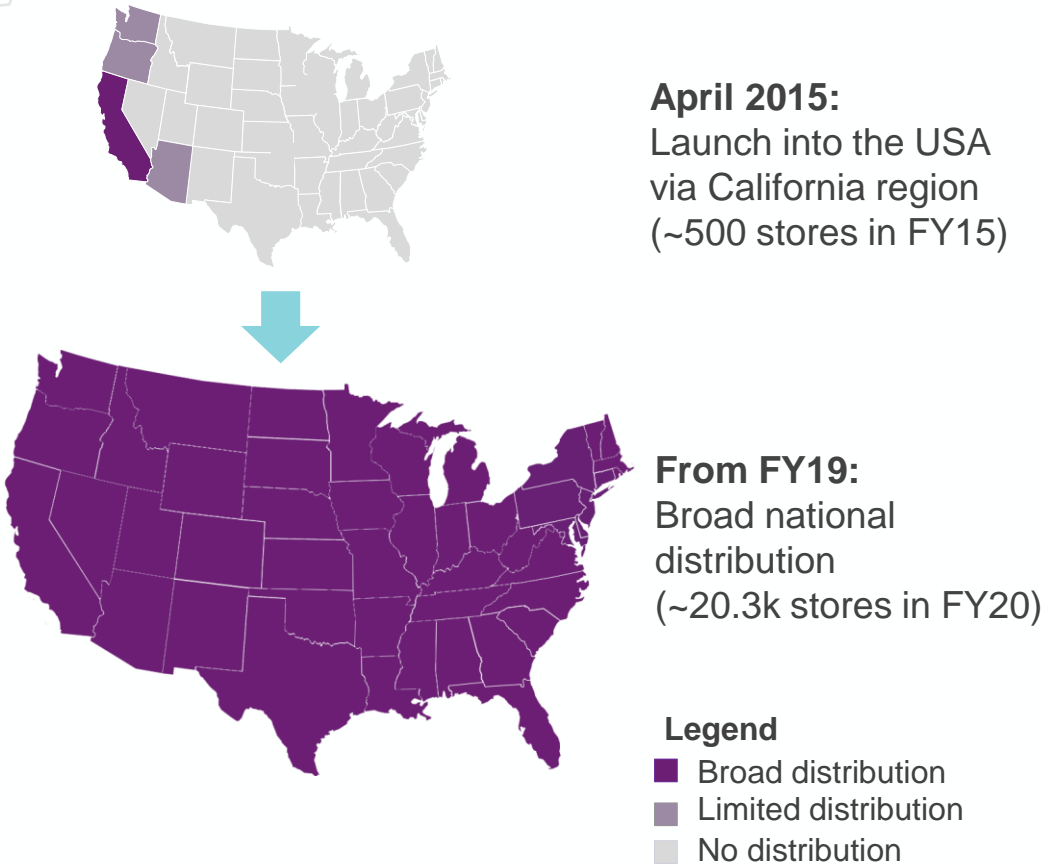 April 2015:
Launch into the USA
via California region
(~500 stores in FY15)
From FY19:
Broad national
distribution
(~20.3k stores in FY20)
Legend
Broad distribution
Limited distribution
No distribution